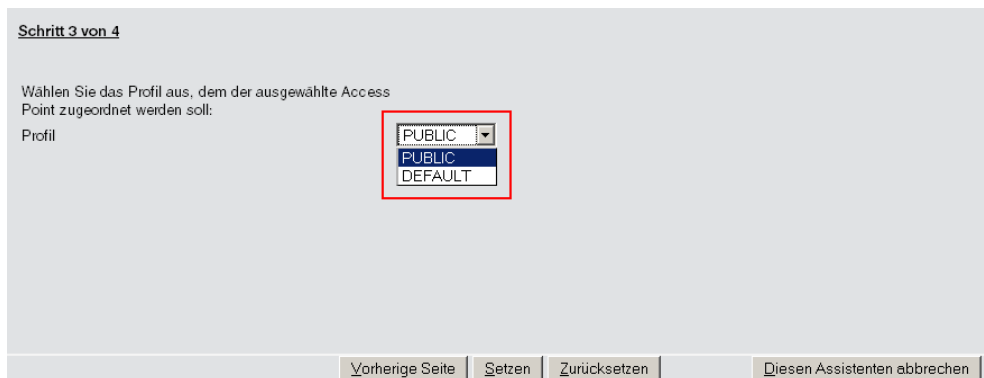 Schritt 3 von 4
Wählen Sie das Profil aus, dem der ausgewählte Access
Point zugeordnet werden soll:
Profil
PUBLIC
PUBLIC
DEFAULT
Vorherige Seite
Setzen
Zurücksetzen
Diesen Assistenten abbrechen